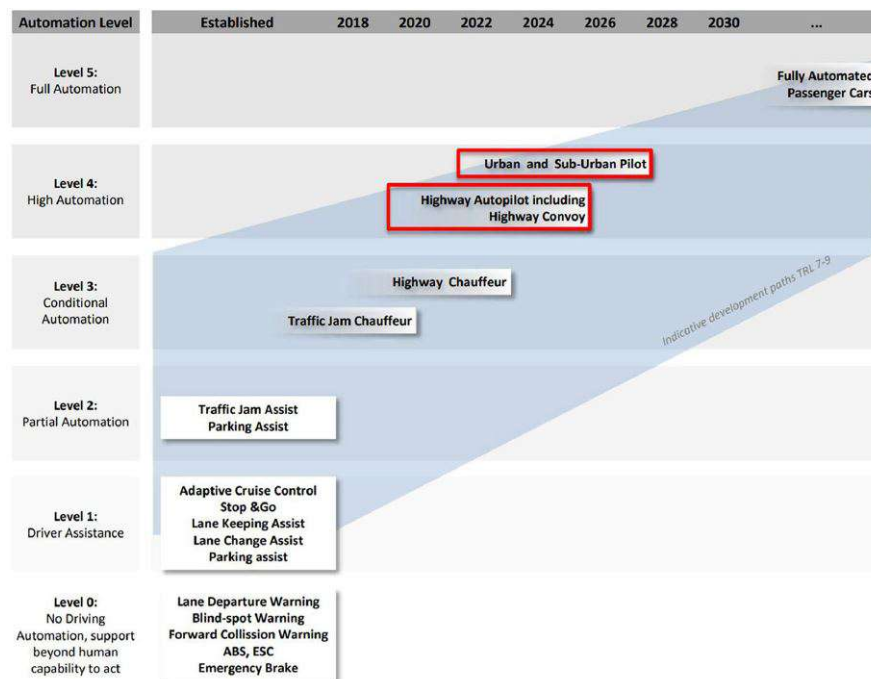 Automation Level Established 2018 2020 2022 2024 2026 2028 2030 ...
Level 5:
Full Automation
Fully Automated
Passenger Cars
Level 4:
High Automation
Urban and Sub-Urban Pilot
Highway Autopilot including
Highway Convoy
Level 3:
Conditional
Automation
Highway Chauffeur
Traffic Jam Chauffeur
Indicative development paths TRL 7-9
Level 2:
Partial Automation
Traffic Jam Assist
Parking Assist
Level 1:
Driver Assistance
Adaptive Cruise Control
Stop &Go
Lane Keeping Assist
Lane Change Assist
Parking assist
Level 0:
No Driving
Automation, support
beyond human
capability to act
Lane Departure Warning
Blind-spot Warning
Forward Collission Warning
ABS, ESC
Emergency Brake